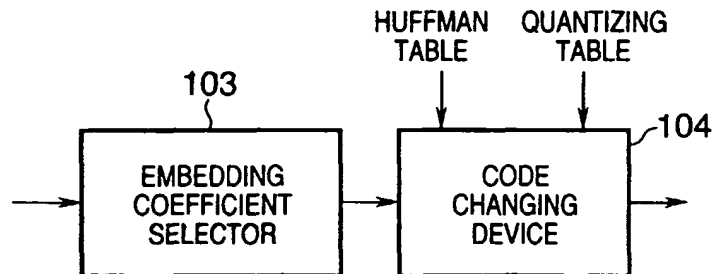 HUFFMAN TABLE
QUANTIZING TABLE
103
104
EMBEDDING
COEFFICIENT
SELECTOR
CODE
CHANGING
DEVICE